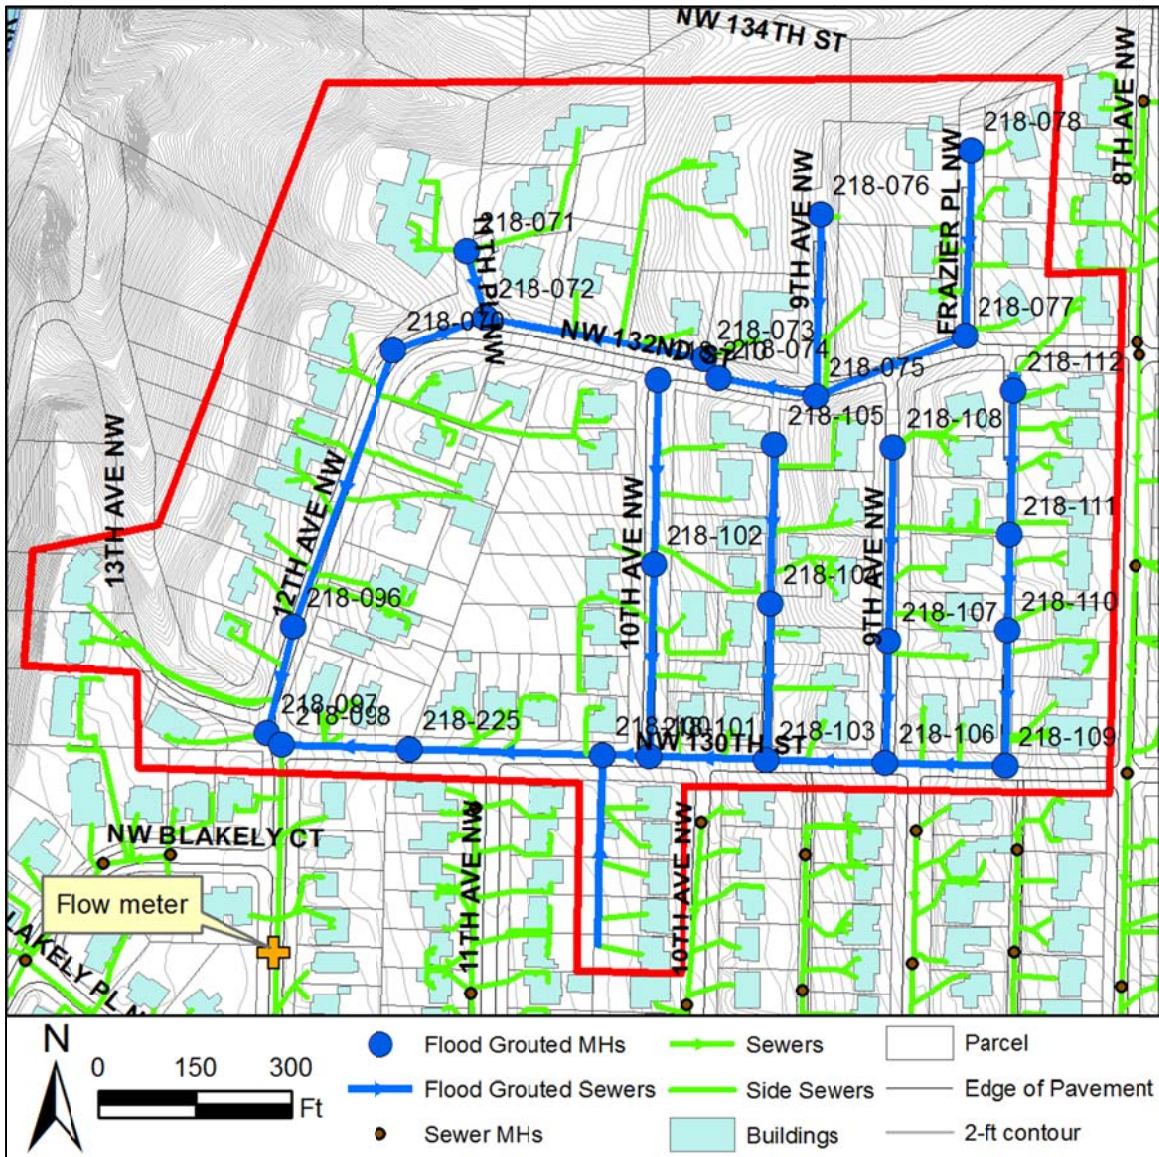 NW 134TH ST
8TH AVE NW
218-078
218-076
9TH AVE NW
FRAZIER PL NW
218-071
218-072
218-077
218-070
218-073
NW 132ND ST
218-074
218-075
218-112
218-105
218-108
13TH AVE NW
12TH AVE NW
10TH AVE NW
218-102
218-111
218-104
9TH AVE NW
218-096
218-107
218-110
218-097
218-098
218-225
218-101
NW 130TH ST
218-103
218-106
218-109
NW BLAKELY CT
11TH AVE NW
10TH AVE NW
Flow meter
LAKELY PL N
N
0 150 300
Ft
Flood Grouted MHs
Flood Grouted Sewers
Sewer MHs
Sewers
Side Sewers
Buildings
Parcel
Edge of Pavement
2-ft contour